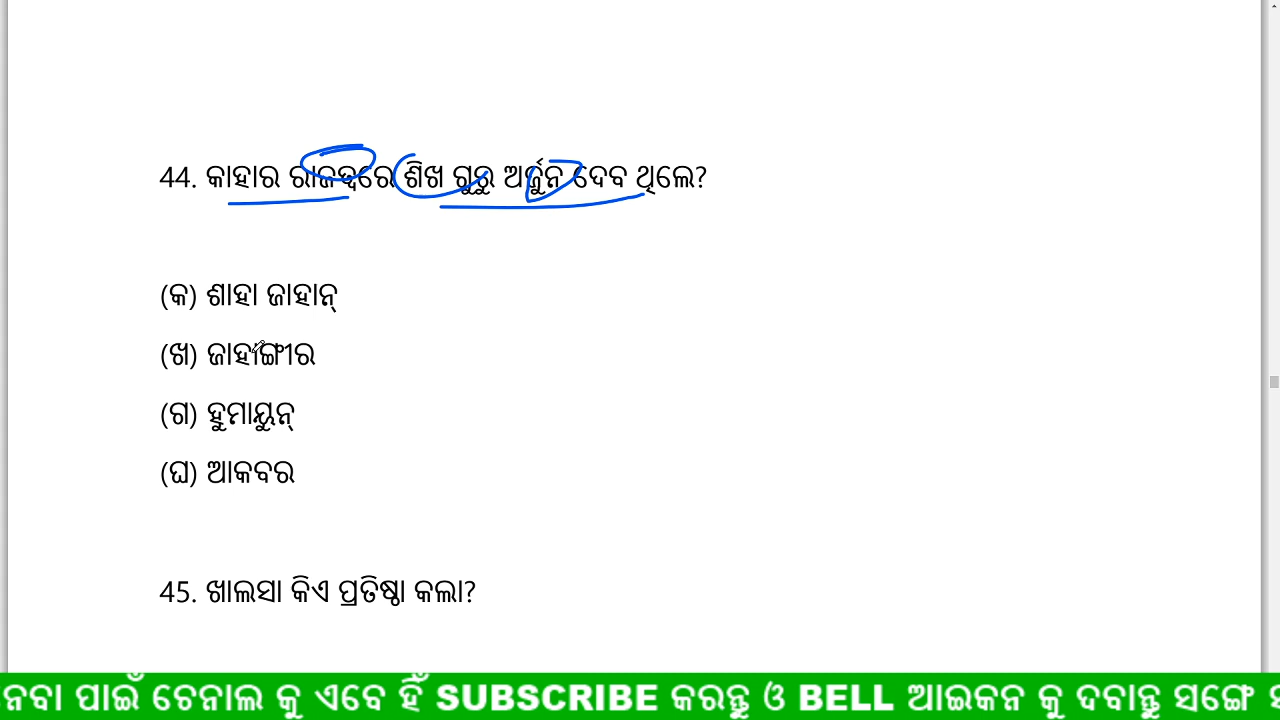 44. କାହାର ରାଜତ୍ୱରେ ଶିଖ ଗୁରୁ ଅର୍ଜୁନ ଦେବ ଥିଲେ?
(କ) ଶାହା ଜାହାନ୍
(ଖ) ଜାହାଙ୍ଗୀର
(ଗ) ହୁମାୟୁନ୍
(ଘ) ଆକବର
45. ଖାଲସା କିଏ ପ୍ରତିଷ୍ଠା କଲା?
ନବା ପାଇଁ ଚେନାଲ କୁ ଏବେ ହିଁ SUBSCRIBE କରନ୍ତୁ ଓ BELL ଆଇକନ କୁ ଦବାନ୍ତୁ ସଙ୍ଗେ